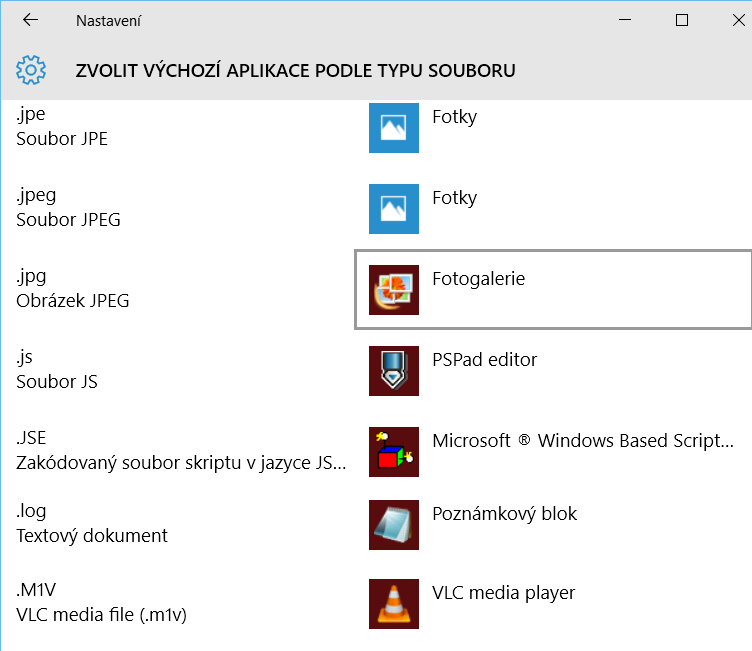 Nastavení
ZVOLIT VÝCHOZÍ APLIKACE PODLE TYPU SOUBORU
.jpe
Soubor JPE
Fotky
.jpeg
Soubor JPEG
Fotky
.jpg
Obrázek JPEG
Fotogalerie
.js
Soubor JS
PSPad editor
.JSE
Zakódovaný soubor skriptu v jazyce JS...
Microsoft ® Windows Based Script...
.log
Textový dokument
Poznámkový blok
.M1V
VLC media file (.m1v)
VLC media player